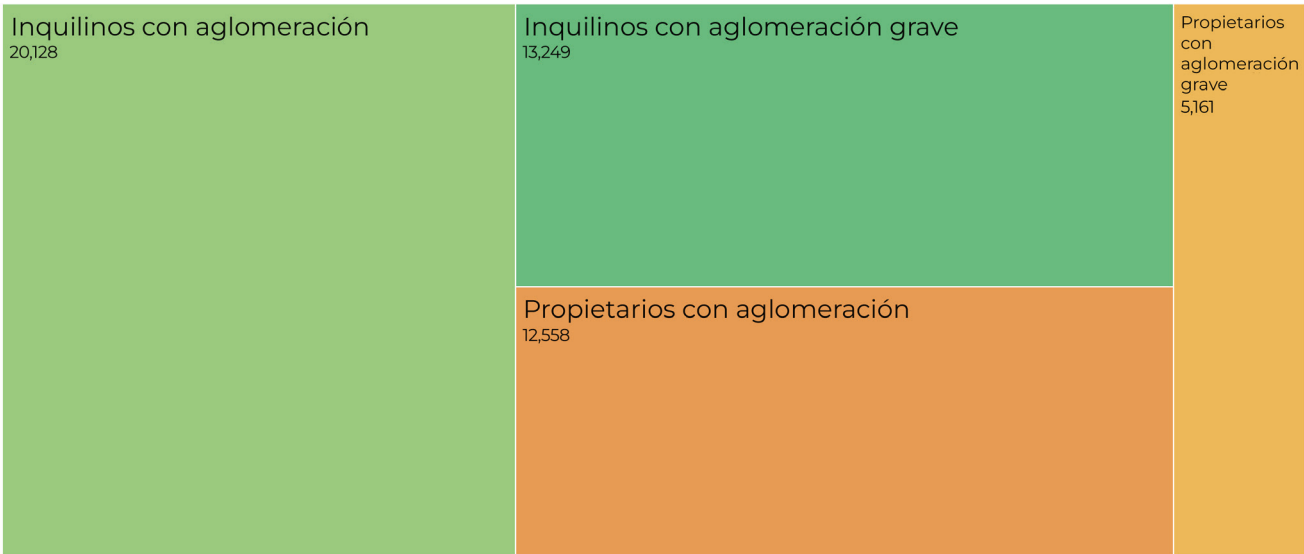 Inquilinos con aglomeración
20,128
Inquilinos con aglomeración grave
13,249
Propietarios con aglomeración
12,558
Propietarios
con
aglomeración
grave
5,161